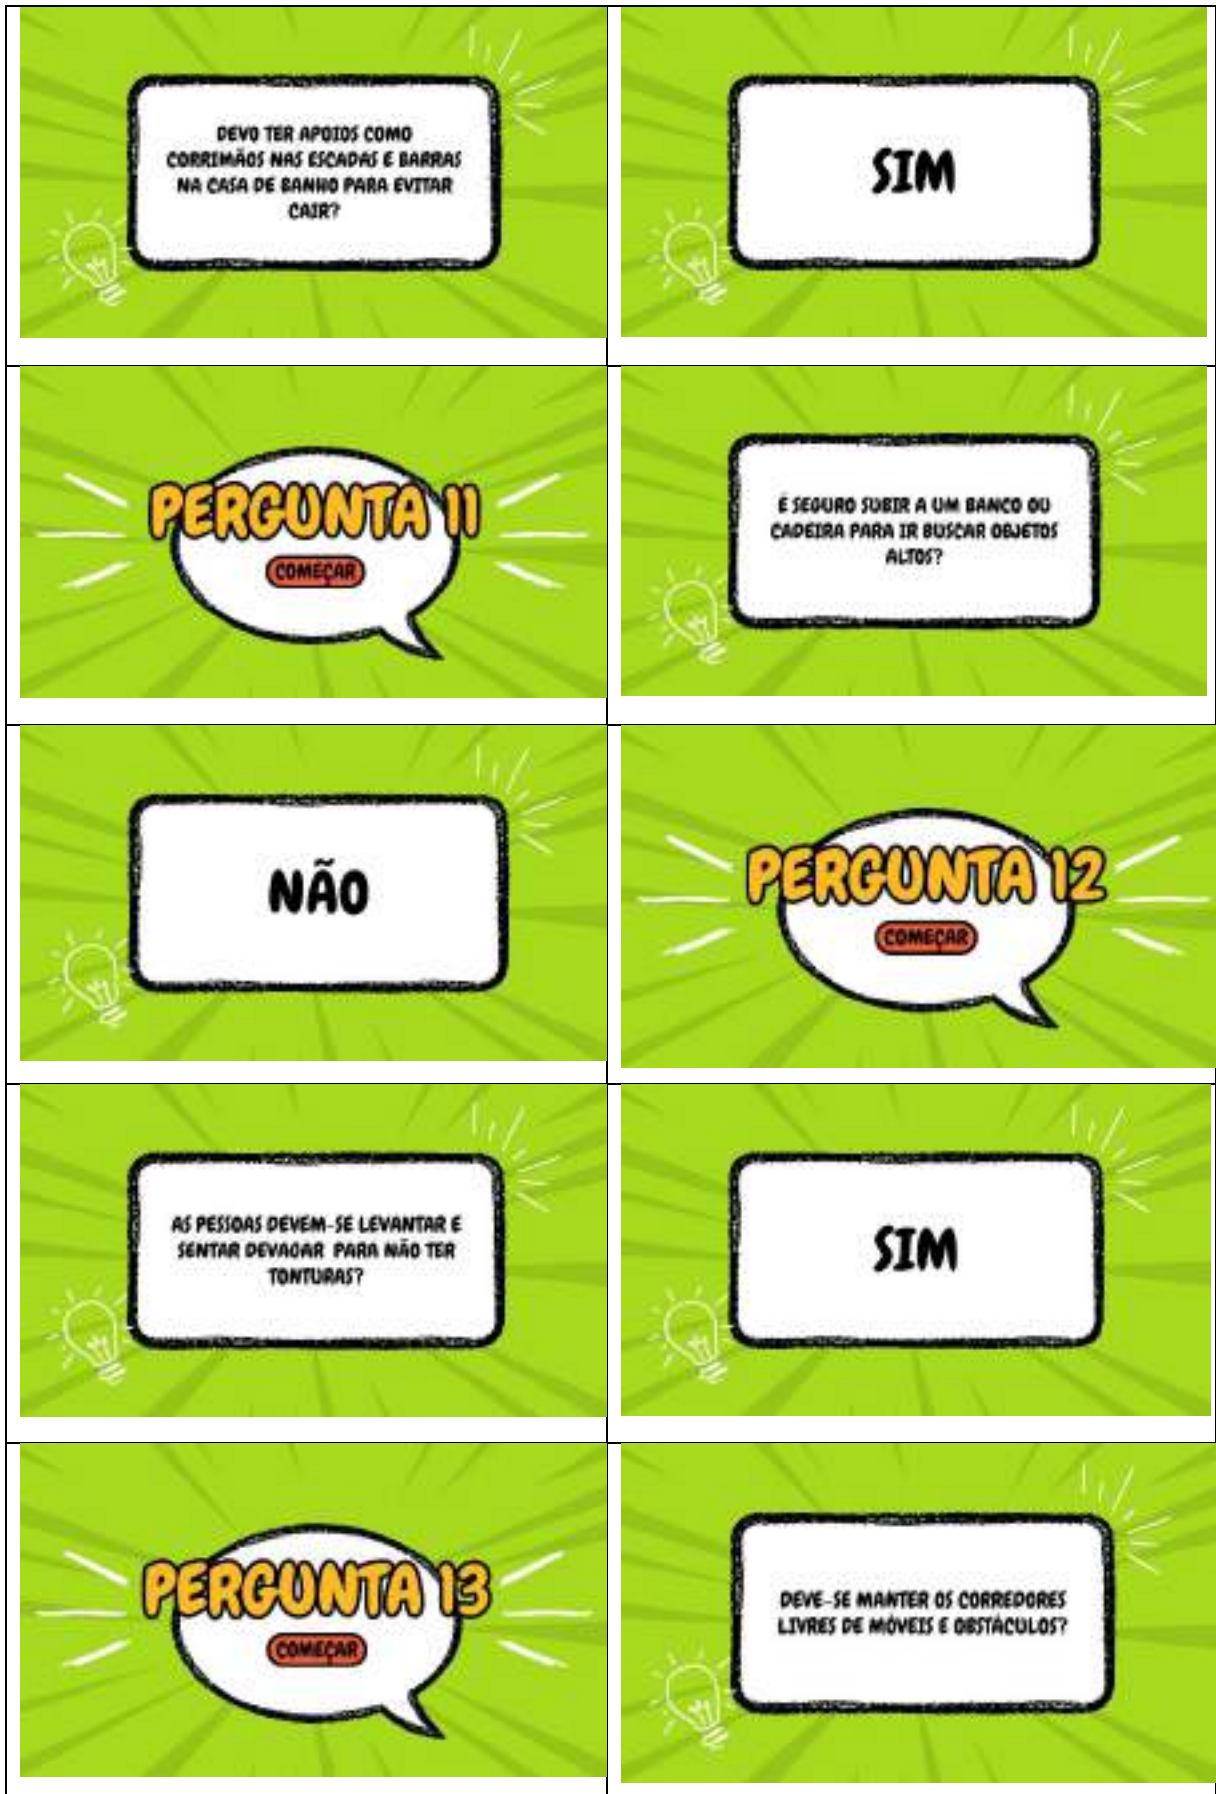 DEVO TER APOIOS COMO
CORRIMÃOS NAS ESCADAS E BARRAS
NA CASA DE BANHO PARA EVITAR
CAIR?
SIM
PERGUNTA 11
COMEÇAR
É SEGURO SUBIR A UM BANCO OU
CADEIRA PARA IR BUSCAR OBJETOS
ALTOS?
NÃO
PERGUNTA 12
COMEÇAR
AS PESSOAS DEVEM-SE LEVANTAR E
SENTAR DEVAGAR PARA NÃO TER
TONTURAS?
SIM
PERGUNTA 13
COMEÇAR
DEVE-SE MANTER OS CORREDORES
LIVRES DE MÓVEIS E OBSTÁCULOS?